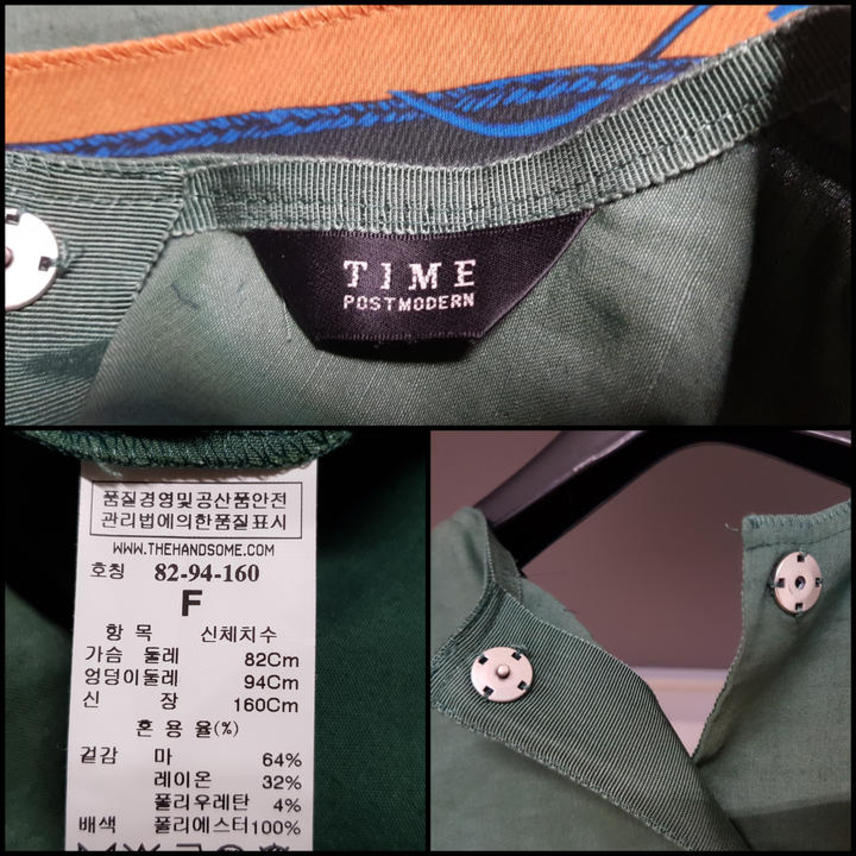 TIME
POSTMODERN
품질경영및공산품안전
관리법에의한품질표시
WWW.THEHANDSOME.COM
호칭 82-94-160
F
항 목 신체치수
가슴 둘레 82Cm
엉덩이둘레 94Cm
신 장 160Cm
혼 용 율(%)
겉감 마 64%
레이온 32%
폴리우레탄 4%
배색 폴리에스터100%